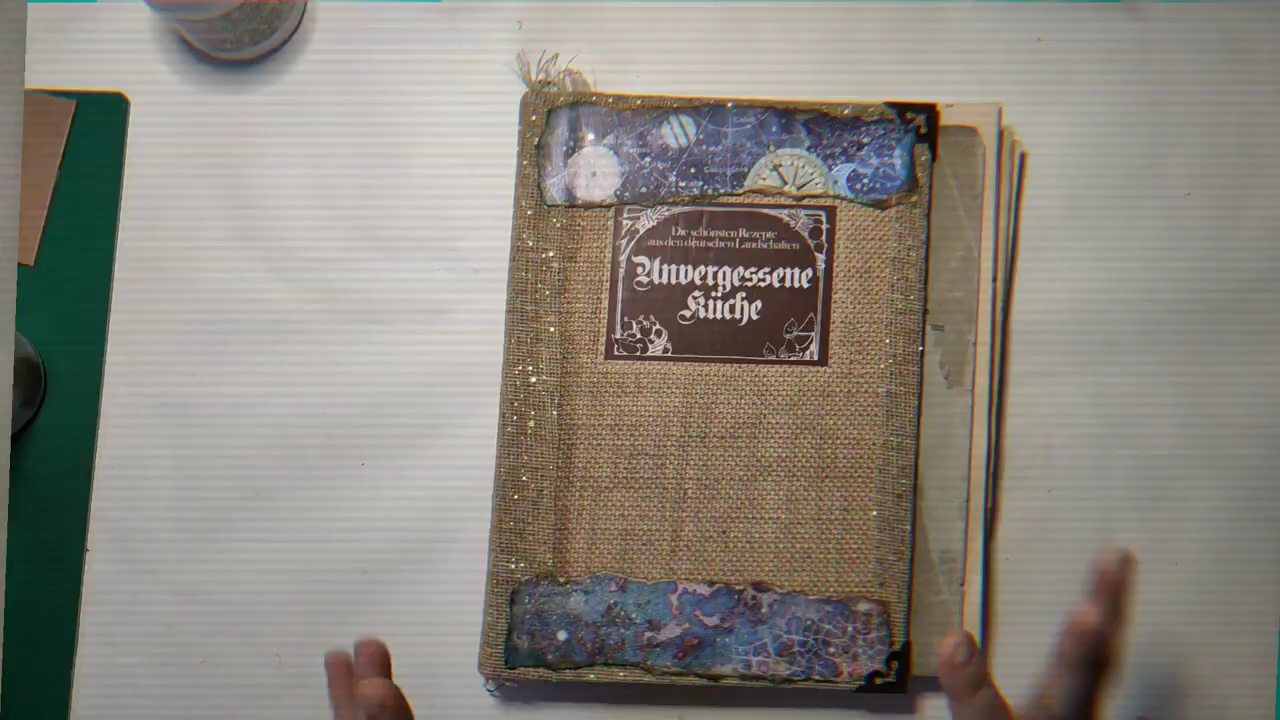 Die schönsten Rezepte
aus den deutschen Landschaften
Unvergessene
Küche